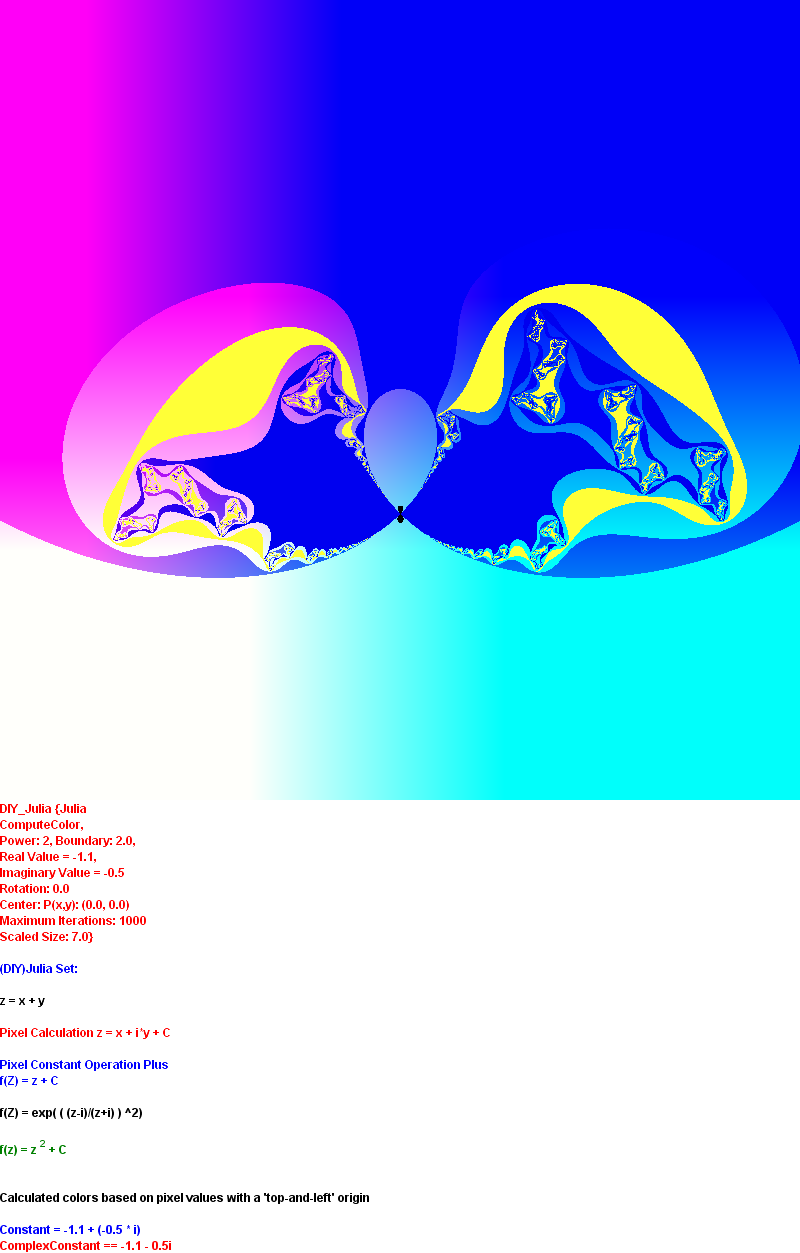 DIY_Julia {Julia
ComputeColor,
Power: 2, Boundary: 2.0,
Real Value = -1.1,
Imaginary Value = -0.5
Rotation: 0.0
Center: P(x,y): (0.0, 0.0)
Maximum Iterations: 1000
Scaled Size: 7.0}
(DIY)Julia Set:
z = x + y
Pixel Calculation z = x + i*y + C
Pixel Constant Operation Plus
f(Z) = z + C
f(Z) = exp( ( (z-i)/(z+i) ) ^2)
f(z) = z 2 + C
Calculated colors based on pixel values with a 'top-and-left' origin
Constant = -1.1 + (-0.5 * i)
ComplexConstant == -1.1 - 0.5i